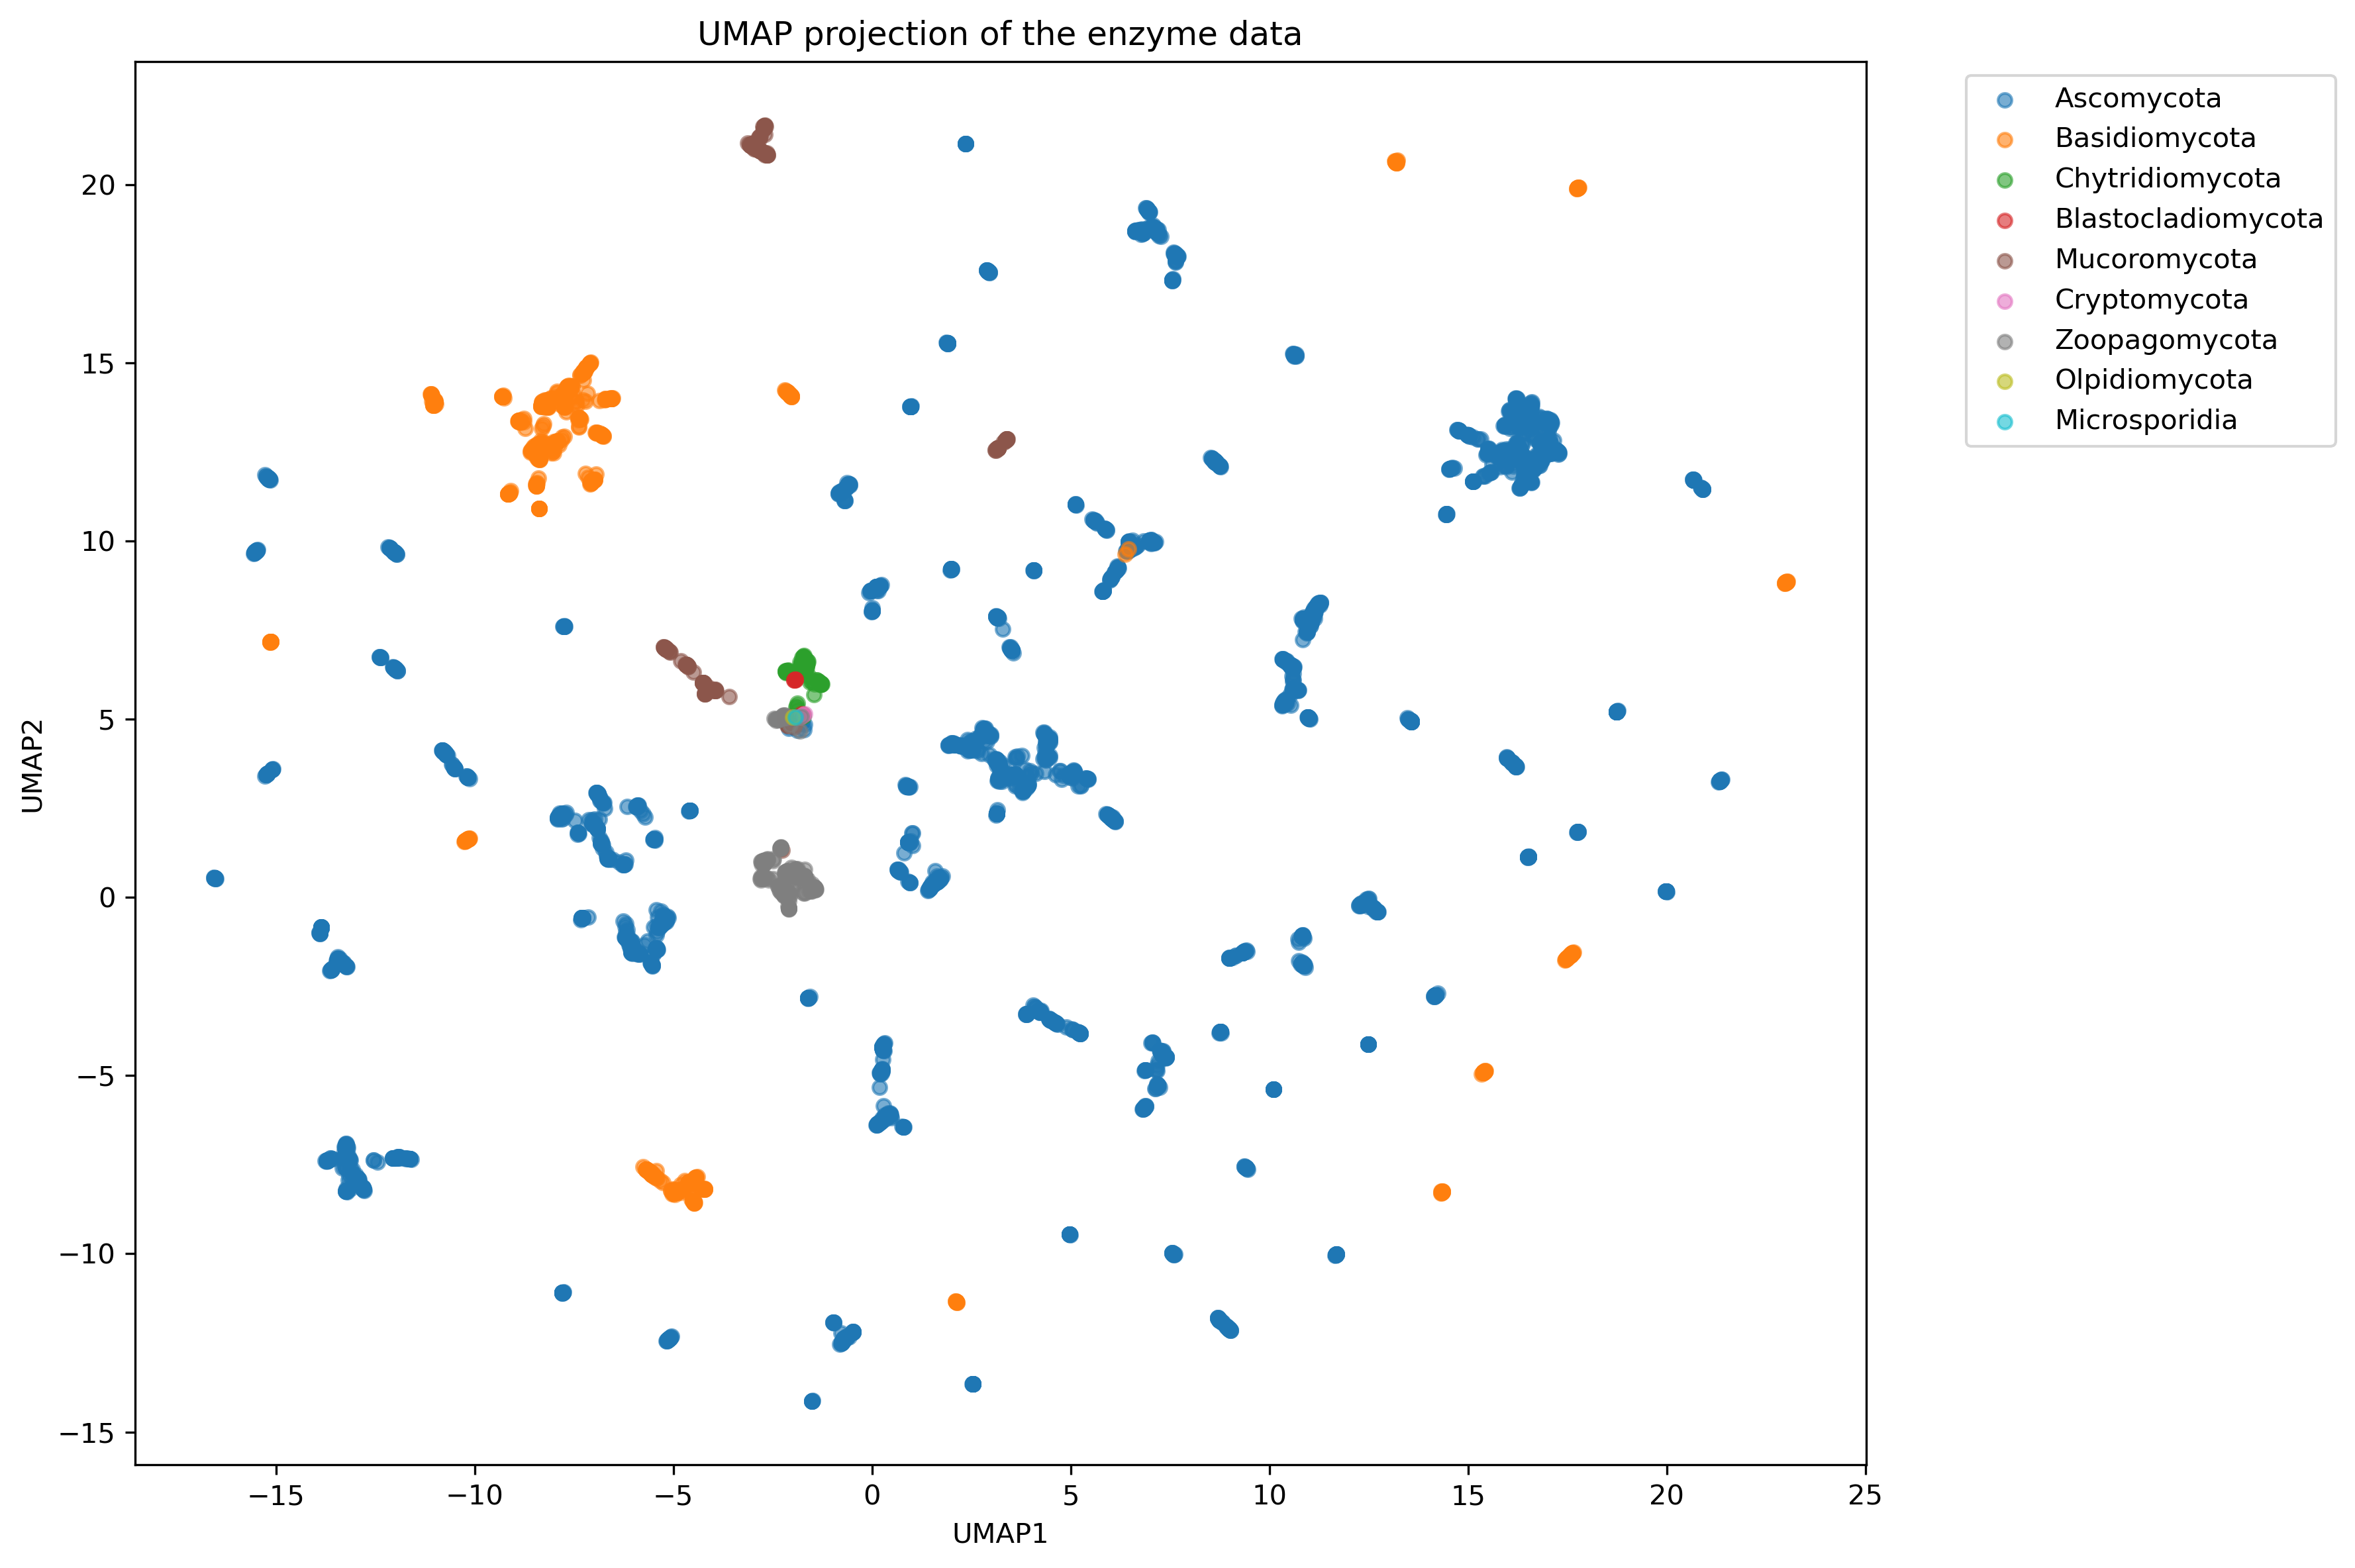 UMAP projection of the enzyme data
Ascomycota
Basidiomycota
Chytridiomycota
Blastocladiomycota
Mucoromycota
Cryptomycota
Zoopagomycota
Olpidiomycota
Microsporidia
UMAP2
20
15
10
5
0
−5
−10
−15
−15
−10
−5
0
5
10
15
20
25
UMAP1